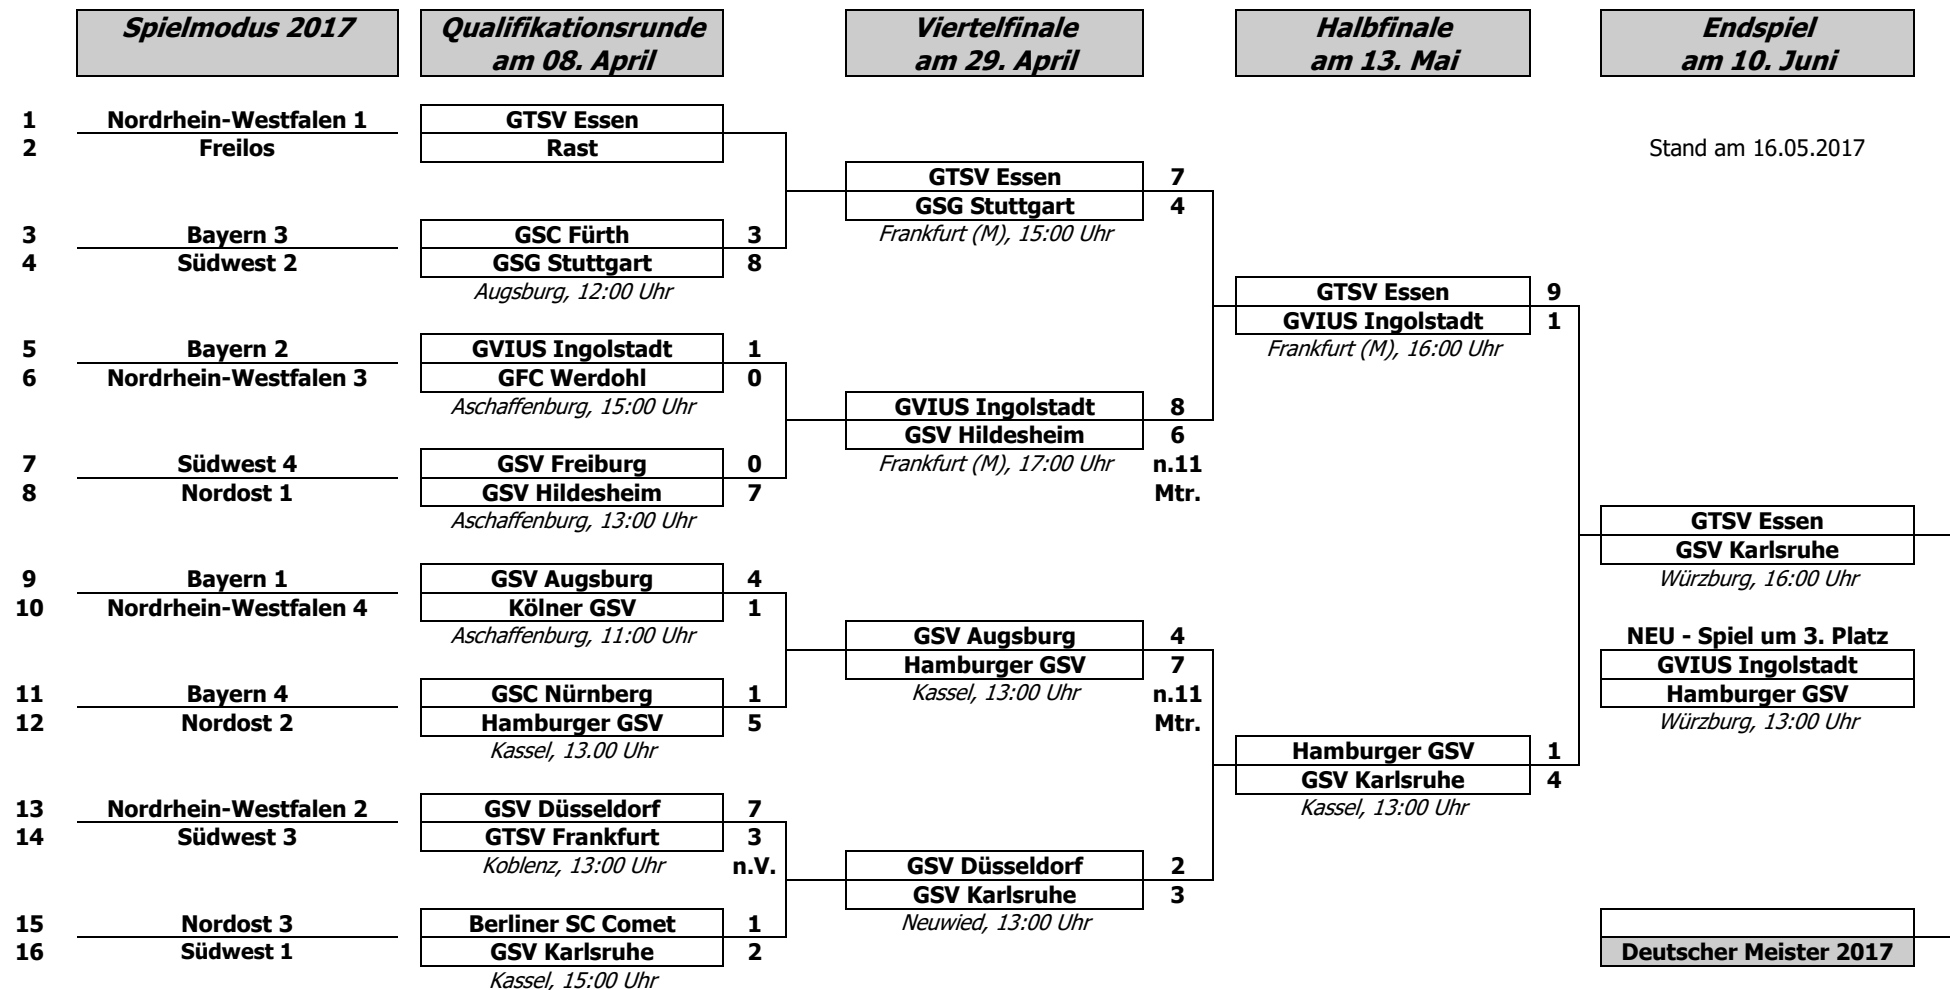 Spielmodus 2017
Qualifikationsrunde
am 08. April
Viertelfinale
am 29. April
Halbfinale
am 13. Mai
Endspiel
am 10. Juni
1 Nordrhein-Westfalen 1 GTSV Essen
2 Freilos Rast Stand am 16.05.2017
GTSV Essen 7
GSG Stuttgart 4
3 Bayern 3 GSC Fürth 3 Frankfurt (M), 15:00 Uhr
4 Südwest 2 GSG Stuttgart 8
Augsburg, 12:00 Uhr GTSV Essen 9
GVIUS Ingolstadt 1
5 Bayern 2 GVIUS Ingolstadt 1 Frankfurt (M), 16:00 Uhr
6 Nordrhein-Westfalen 3 GFC Werdohl 0
Aschaffenburg, 15:00 Uhr GVIUS Ingolstadt 8
GSV Hildesheim 6
7 Südwest 4 GSV Freiburg 0 Frankfurt (M), 17:00 Uhr n.11
8 Nordost 1 GSV Hildesheim 7 Mtr.
Aschaffenburg, 13:00 Uhr GTSV Essen
GSV Karlsruhe
9 Bayern 1 GSV Augsburg 4 Würzburg, 16:00 Uhr
10 Nordrhein-Westfalen 4 Kölner GSV 1
Aschaffenburg, 11:00 Uhr GSV Augsburg 4 NEU - Spiel um 3. Platz
Hamburger GSV 7 GVIUS Ingolstadt
11 Bayern 4 GSC Nürnberg 1 Kassel, 13:00 Uhr n.11 Hamburger GSV
12 Nordost 2 Hamburger GSV 5 Mtr. Würzburg, 13:00 Uhr
Kassel, 13.00 Uhr Hamburger GSV 1
GSV Karlsruhe 4
13 Nordrhein-Westfalen 2 GSV Düsseldorf 7 Kassel, 13:00 Uhr
14 Südwest 3 GTSV Frankfurt 3
Koblenz, 13:00 Uhr n.V. GSV Düsseldorf 2
GSV Karlsruhe 3
15 Nordost 3 Berliner SC Comet 1 Neuwied, 13:00 Uhr
16 Südwest 1 GSV Karlsruhe 2 Deutscher Meister 2017
Kassel, 15:00 Uhr